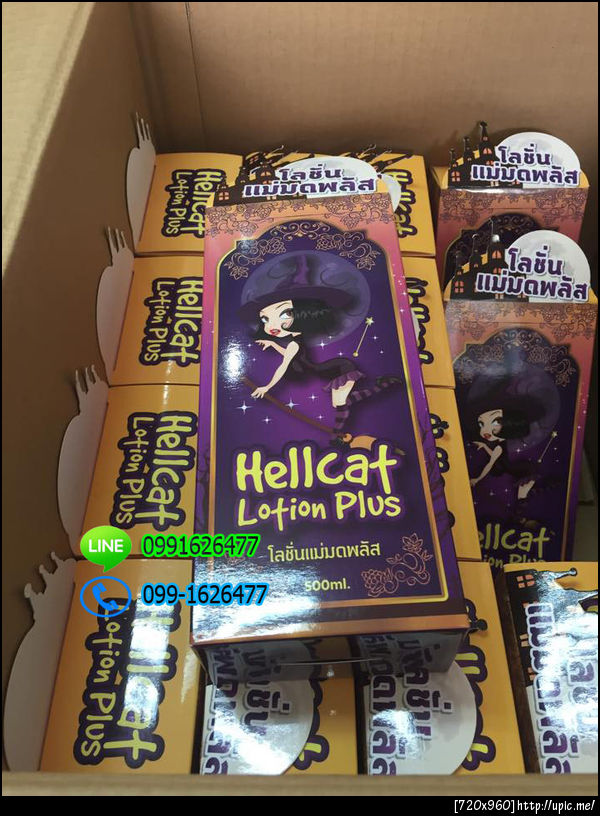 โลชั่น
แม่มดพลัส
Hellcat
Lotion Plus
โลชั่นแม่มดพลัส
500ml.
LINE 0991626477
099-1626477
โลชั่น
แม่มดพลัส
โลชั่น
แม่มดพลัส
Hellcat
Lotion Plus
Hellcat
Lotion Plus
Hellcat
Lotion Plus
Hellcat
Lotion Plus
[720x960]http://upic.me/